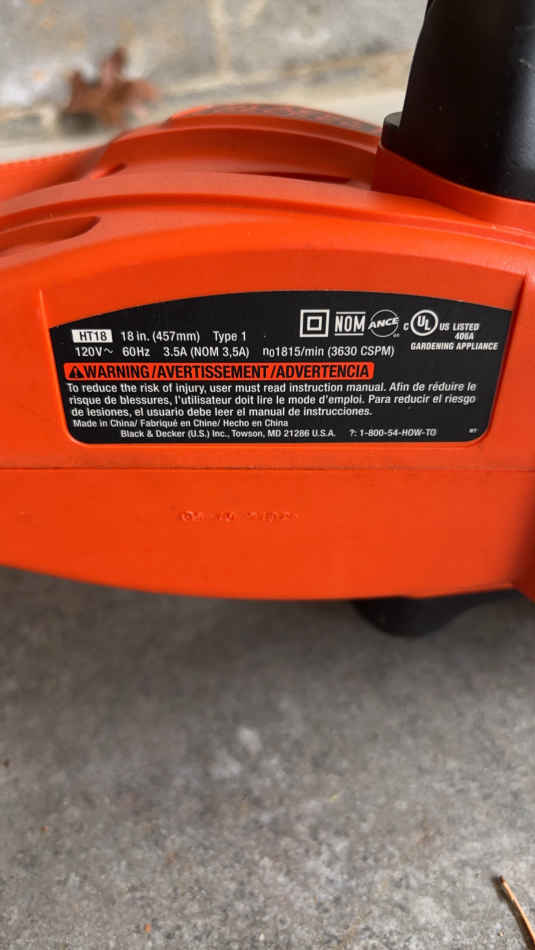 HT18 18 in. (457mm) Type 1 NOM ANCE C UL US LISTED
406A
120V~ 60Hz 3.5A (NOM 3,5A) n01815/min (3630 CSPM) GARDENING APPLIANCE
WARNING/AVERTISSEMENT/ADVERTENCIA
To reduce the risk of injury, user must read instruction manual. Afin de réduire le
risque de blessures, l'utilisateur doit lire le mode d'emploi. Para reducir el riesgo
de lesiones, el usuario debe leer el manual de instrucciones.
Made in China/ Fabriqué en Chine/ Hecho en China
Black & Decker (U.S.) Inc., Towson, MD 21286 U.S.A. ?: 1-800-54-HOW-TO